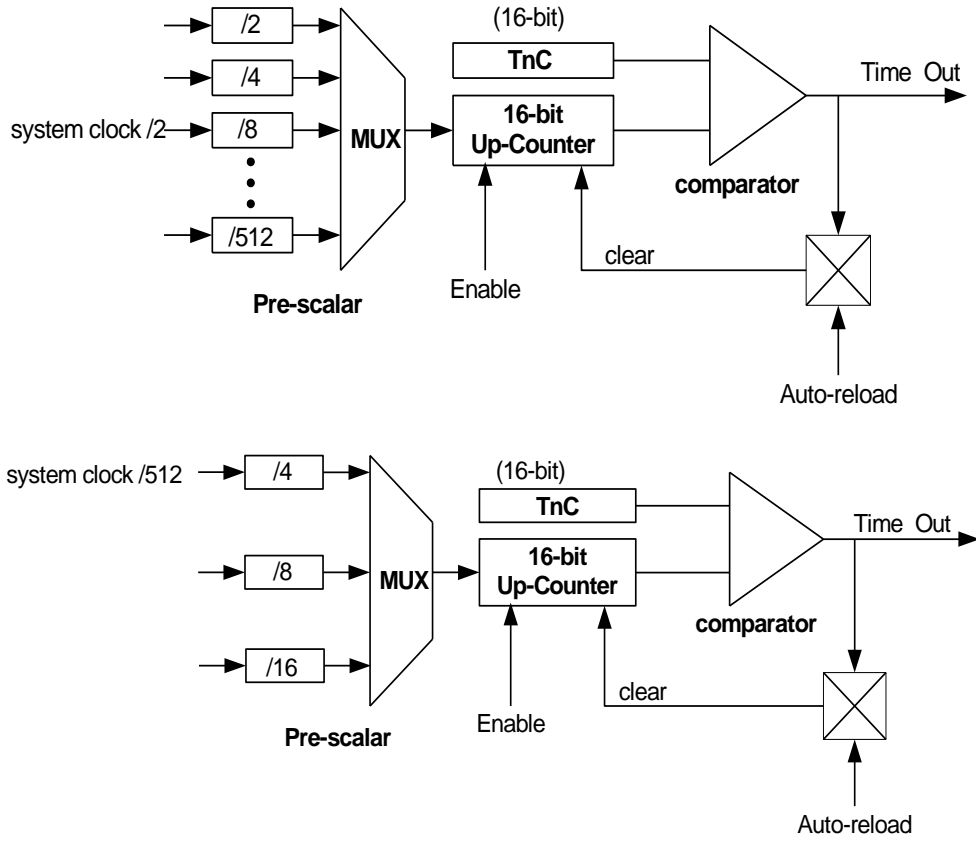 /2
(16-bit)
TnC
/4
Time Out
system clock /2
/8
MUX
16-bit
Up-Counter
comparator
/512
clear
Enable
Pre-scalar
Auto-reload
system clock /512
/4
(16-bit)
TnC
Time Out
/8
MUX
16-bit
Up-Counter
comparator
/16
clear
Enable
Pre-scalar
Auto-reload